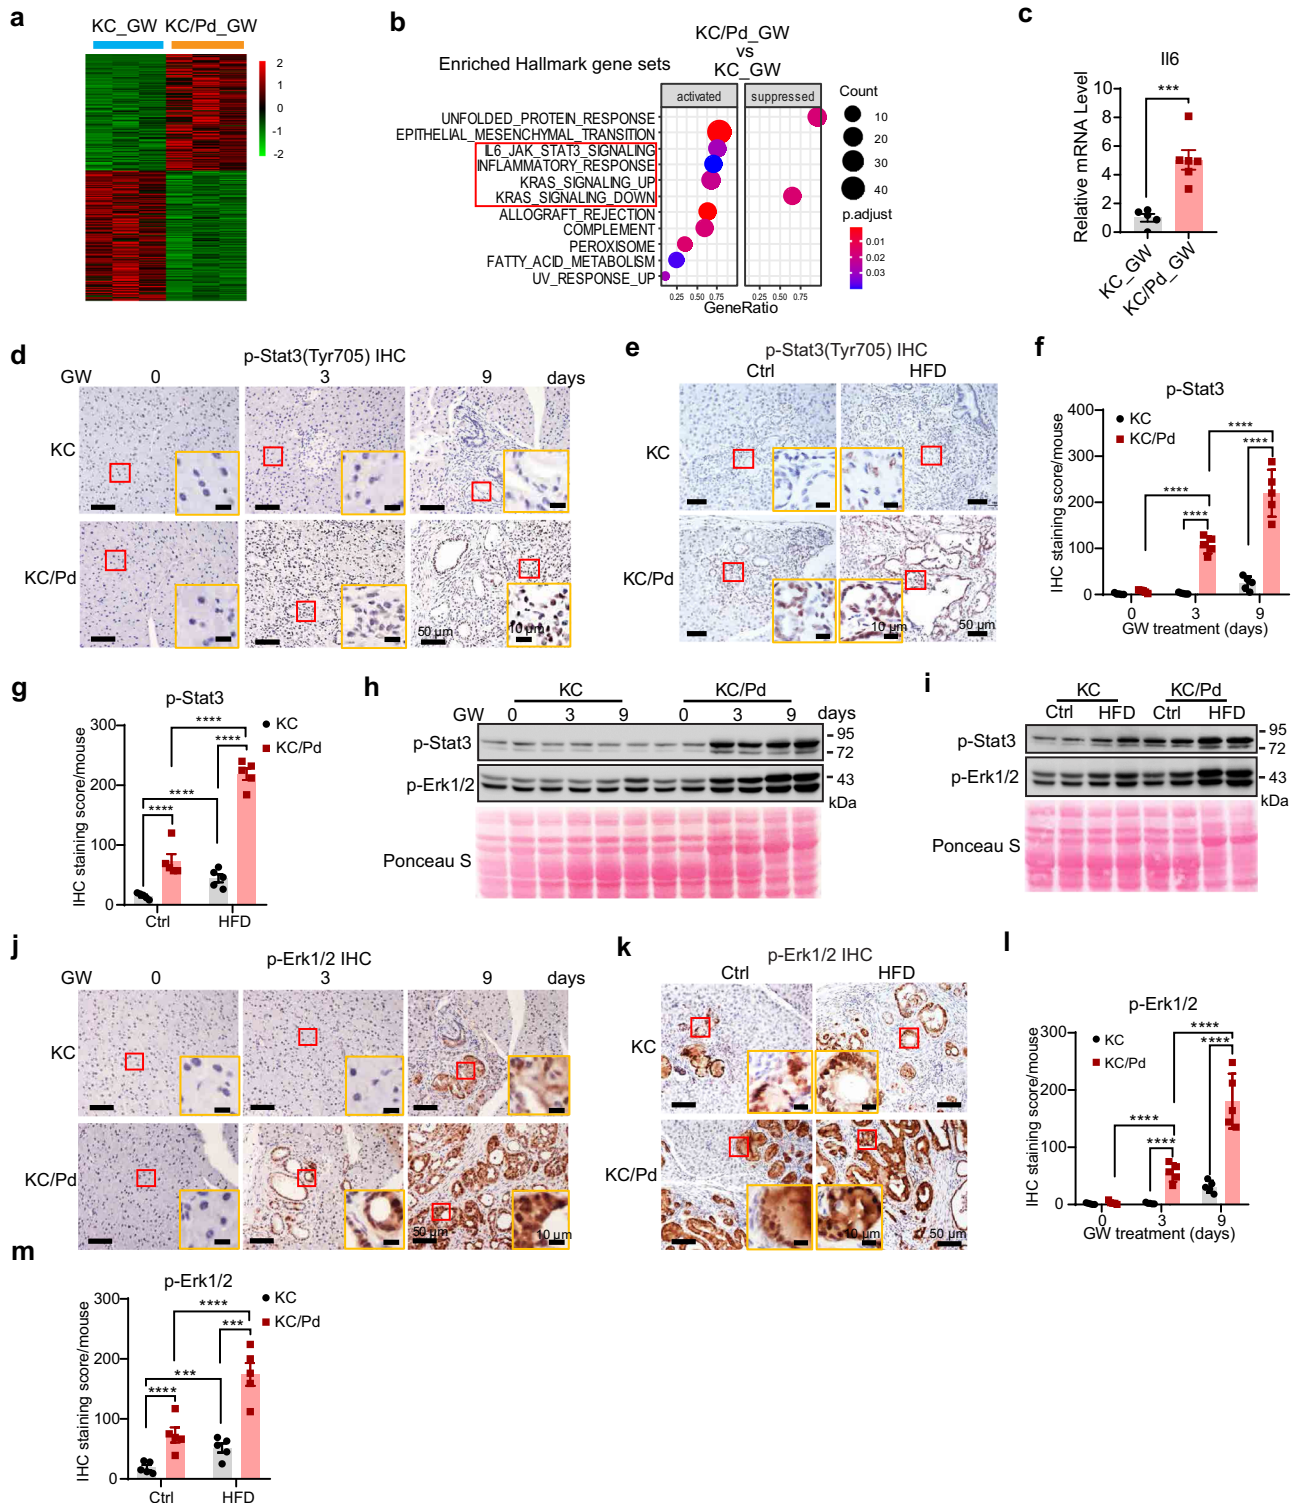 a
KC_GW KC/Pd_GW
2
1
0
-1
-2
b
KC/Pd_GW
vs
KC_GW
Enriched Hallmark gene sets
activated suppressed
UNFOLDED_PROTEIN_RESPONSE
EPITHELIAL_MESENCHYMAL_TRANSITION
IL6_JAK_STAT3_SIGNALING
INFLAMMATORY_RESPONSE
KRAS_SIGNALING_UP
KRAS_SIGNALING_DOWN
ALLOGRAFT_REJECTION
COMPLEMENT
PEROXISOME
FATTY_ACID_METABOLISM
UV_RESPONSE_UP
0.25 0.50 0.75 0.25 0.50 0.75
GeneRatio
Count
10
20
30
40
p.adjust
0.01
0.02
0.03
c
Il6
***
Relative mRNA Level
10
8
6
4
2
0
KC_GW
KC/Pd_GW
d
p-Stat3(Tyr705) IHC
GW 0 3 9 days
KC
KC/Pd
50 µm 10 µm
e
p-Stat3(Tyr705) IHC
Ctrl HFD
KC
KC/Pd
10 µm 50 µm
f
p-Stat3
KC
KC/Pd
IHC staining score/mouse
400
300
200
100
0
**** ****
**** ****
0 3 9
GW treatment (days)
g
p-Stat3
KC
KC/Pd
IHC staining score/mouse
300
200
100
0
****
****
****
****
Ctrl HFD
h
KC KC/Pd
GW 0 3 9 0 3 9 days
p-Stat3
95
72
p-Erk1/2
43
kDa
Ponceau S
i
KC KC/Pd
Ctrl HFD Ctrl HFD
p-Stat3
95
72
p-Erk1/2
43
kDa
Ponceau S
j
p-Erk1/2 IHC
GW 0 3 9 days
KC
KC/Pd
50 µm 10 µm
k
p-Erk1/2 IHC
Ctrl HFD
KC
KC/Pd
10 µm 50 µm
l
p-Erk1/2
KC
KC/Pd
IHC staining score/mouse
300
200
100
0
****
****
****
****
0 3 9
GW treatment (days)
m
p-Erk1/2
KC
KC/Pd
IHC staining score/mouse
300
200
100
0
****
***
***
****
Ctrl HFD